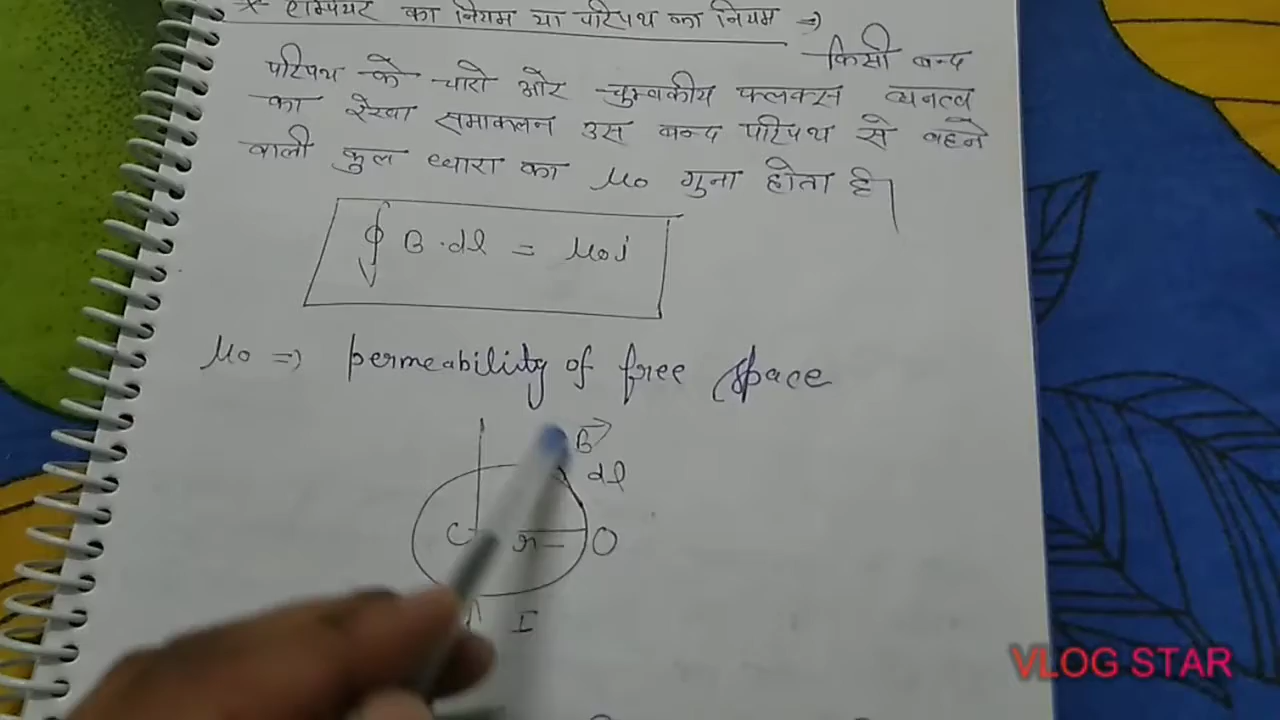 * एम्पियर का नियम या परिपथ का नियम ⇒
किसी बन्द
परिपथ के चारो ओर चुम्बकीय फ्लक्स घनत्व
का रेखा समाकलन उस बन्द परिपथ से बहने
वाली कुल धारा का μ₀ गुना होता है।
∮ B · dl = μ₀i
μ₀ ⇒ permeability of free space
B→
dl
C r O
I
VLOG STAR